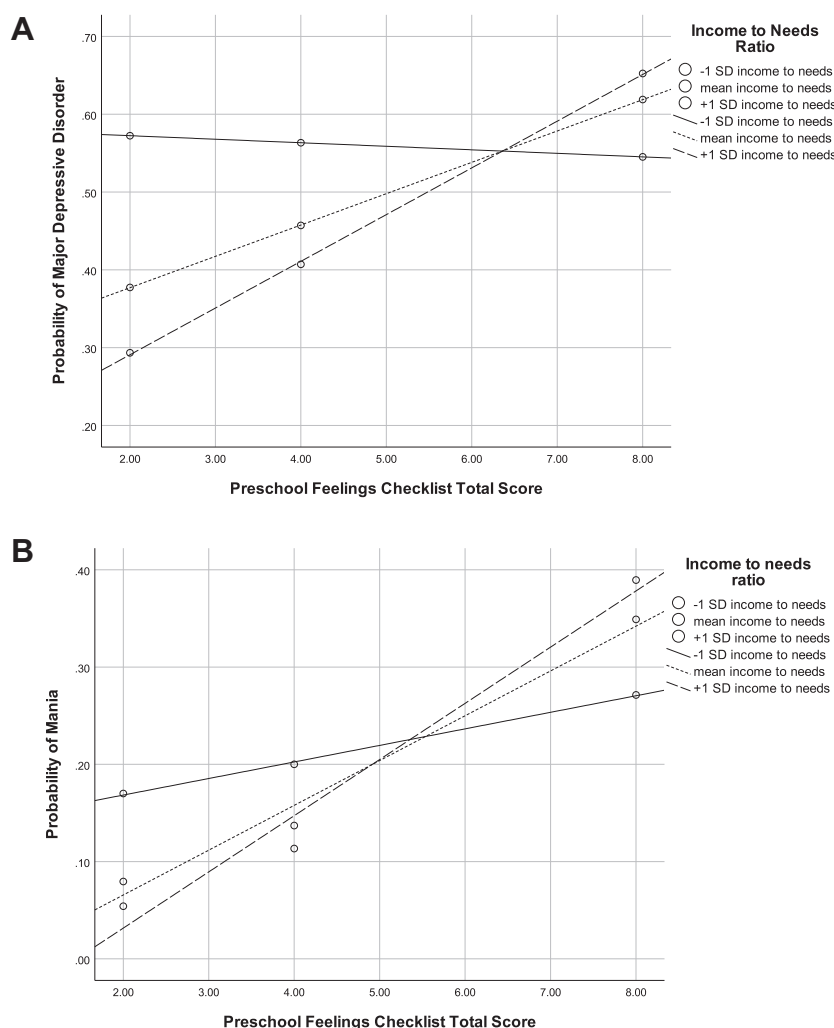 A
Income to Needs
Ratio
-1 SD income to needs
mean income to needs
+1 SD income to needs
-1 SD income to needs
mean income to needs
+1 SD income to needs
Probability of Major Depressive Disorder
.70
.60
.50
.40
.30
.20
2.00 3.00 4.00 5.00 6.00 7.00 8.00
Preschool Feelings Checklist Total Score
B
Income to needs
ratio
-1 SD income to needs
mean income to needs
+1 SD income to needs
-1 SD income to needs
mean income to needs
+1 SD income to needs
Probability of Mania
.40
.30
.20
.10
.00
2.00 3.00 4.00 5.00 6.00 7.00 8.00
Preschool Feelings Checklist Total Score